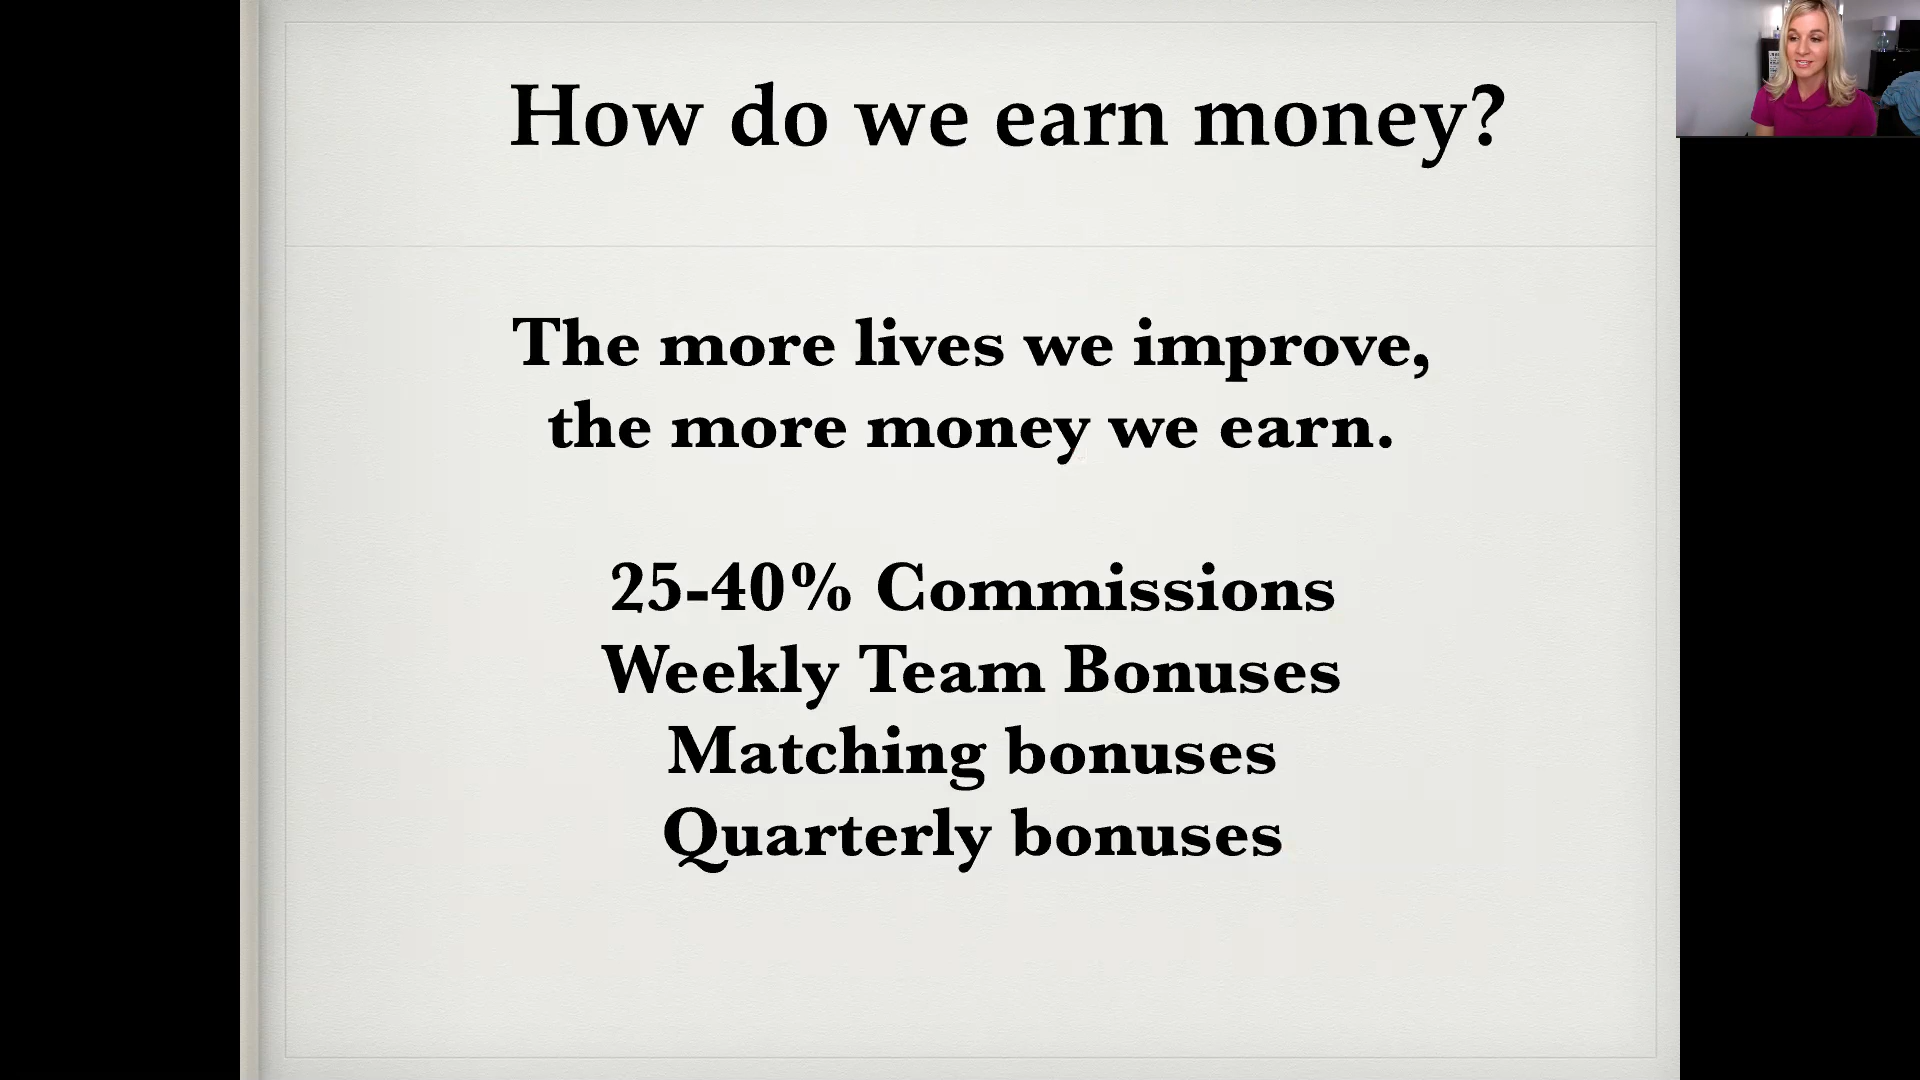 How do we earn money?
The more lives we improve,
the more money we earn.
25-40% Commissions
Weekly Team Bonuses
Matching bonuses
Quarterly bonuses